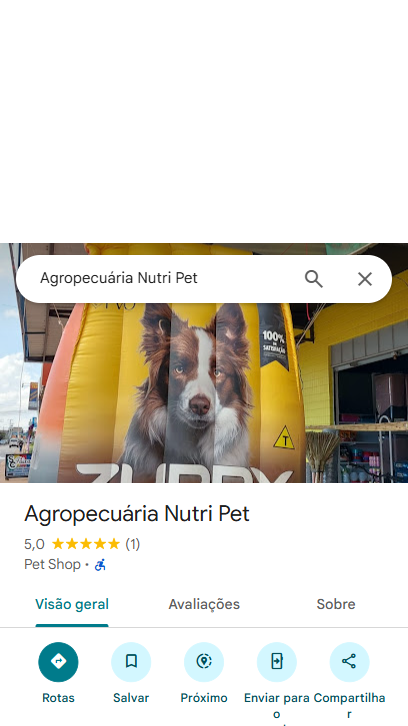 Agropecuária Nutri Pet
100%
DE
SATISFAÇÃO
T
Agropecuária Nutri Pet
5,0 (1)
Pet Shop •
Visão geral
Avaliações
Sobre
Rotas
Salvar
Próximo
Enviar para o
Compartilhar